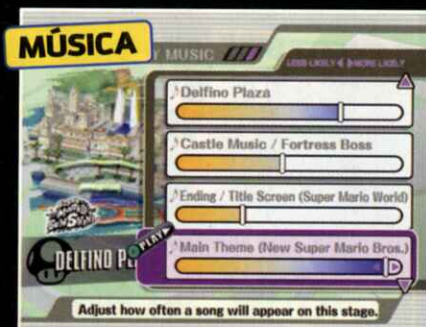 MÚSICA
Y MUSIC
LESS LIKELY MORE LIKELY
Delfino Plaza
Castle Music / Fortress Boss
Ending / Title Screen (Super Mario World)
PLAY
DELFINO PL
Main Theme (New Super Mario Bros.)
Adjust how often a song will appear on this stage.